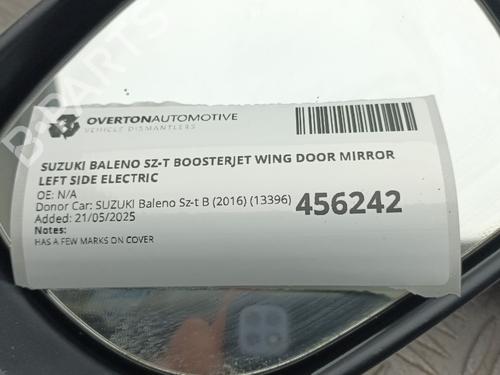 B-PARTS
OVERTONAUTOMOTIVE
VEHICLE DISMANTLERS
SUZUKI BALENO SZ-T BOOSTERJET WING DOOR MIRROR
LEFT SIDE ELECTRIC
OE: N/A
Donor Car: SUZUKI Baleno Sz-t B (2016) (13396)
Added: 21/05/2025
456242
Notes:
HAS A FEW MARKS ON COVER